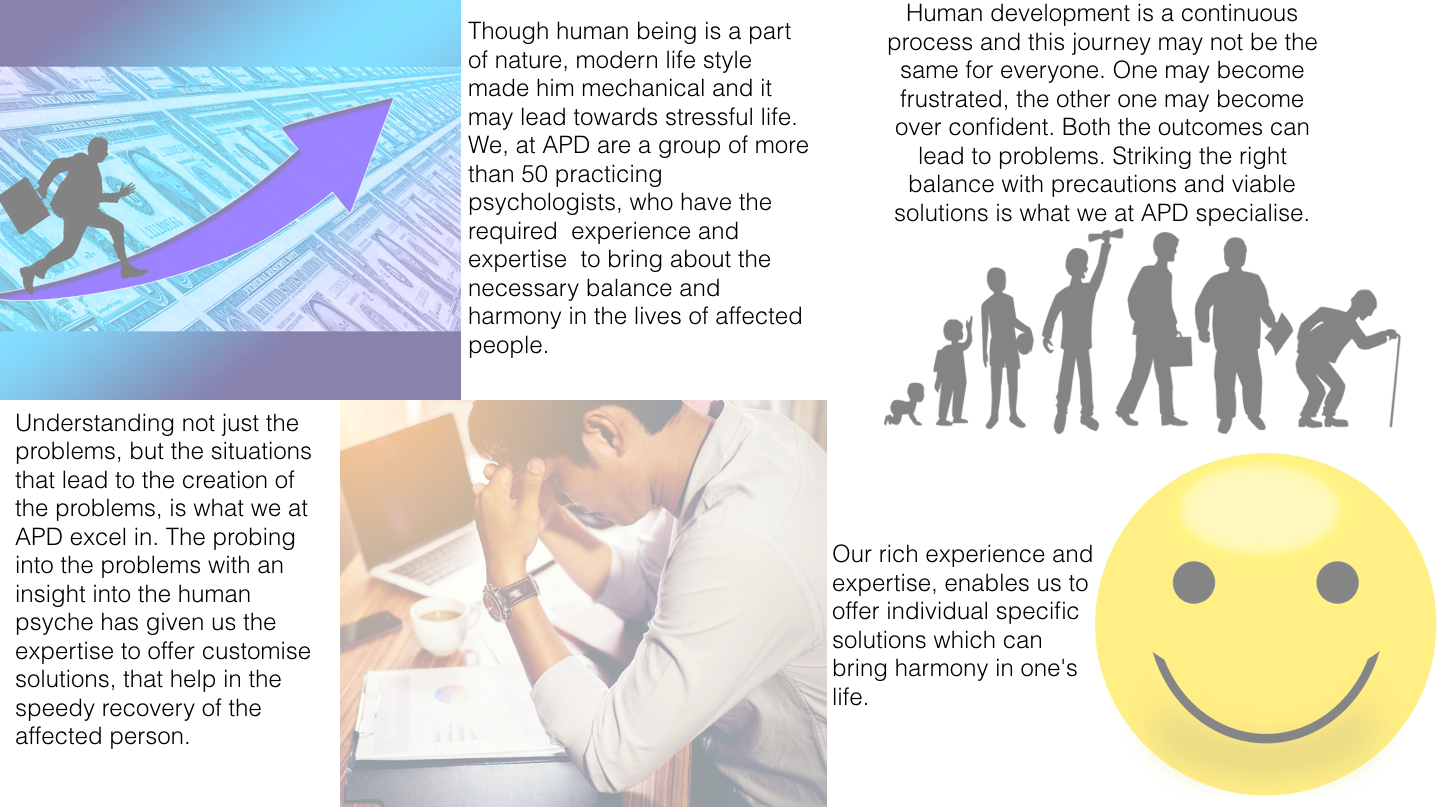 Though human being is a part
of nature, modern life style
made him mechanical and it
may lead towards stressful life.
We, at APD are a group of more
than 50 practicing
psychologists, who have the
required  experience and
expertise  to bring about the
necessary balance and
harmony in the lives of affected
people.
Human development is a continuous
process and this journey may not be the
same for everyone. One may become
frustrated, the other one may become
over confident. Both the outcomes can
lead to problems. Striking the right
balance with precautions and viable
solutions is what we at APD specialise.
Understanding not just the
problems, but the situations
that lead to the creation of
the problems, is what we at
APD excel in. The probing
into the problems with an
insight into the human
psyche has given us the
expertise to offer customise
solutions, that help in the
speedy recovery of the
affected person.
Our rich experience and
expertise, enables us to
offer individual specific
solutions which can
bring harmony in one's
life.